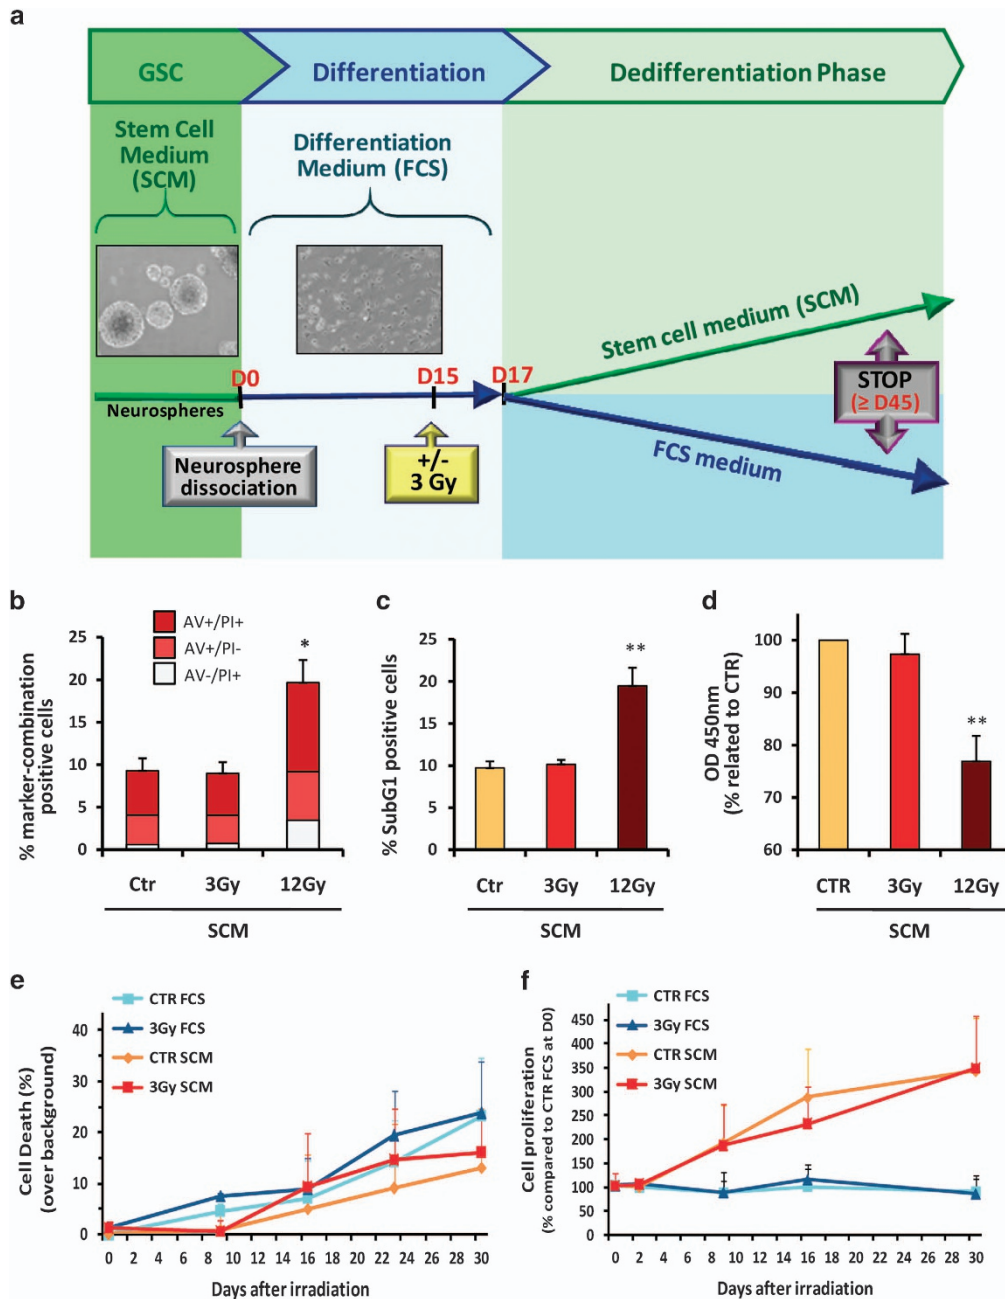 a
GSC
Differentiation
Dedifferentiation Phase
Stem Cell
Medium
(SCM)
Differentiation
Medium (FCS)
Stem cell medium (SCM)
D0
D15
D17
Neurospheres
STOP
(≥ D45)
Neurosphere
dissociation
+/-
3 Gy
FCS medium
b
AV+/PI+
AV+/PI-
AV-/PI+
% marker-combination
positive cells
25
20
15
10
5
0
*
Ctr
3Gy
12Gy
SCM
c
% SubG1 positive cells
25
20
15
10
5
0
**
Ctr
3Gy
12Gy
SCM
d
OD 450nm
(% related to CTR)
100
90
80
70
60
**
CTR
3Gy
12Gy
SCM
e
CTR FCS
3Gy FCS
CTR SCM
3Gy SCM
Cell Death (%)
(over background)
40
30
20
10
0
0 2 4 6 8 10 12 14 16 18 20 22 24 26 28 30
Days after irradiation
f
CTR FCS
3Gy FCS
CTR SCM
3Gy SCM
Cell proliferation
(% compared to CTR FCS at D0)
450
400
350
300
250
200
150
100
50
0
0 2 4 6 8 10 12 14 16 18 20 22 24 26 28 30
Days after irradiation